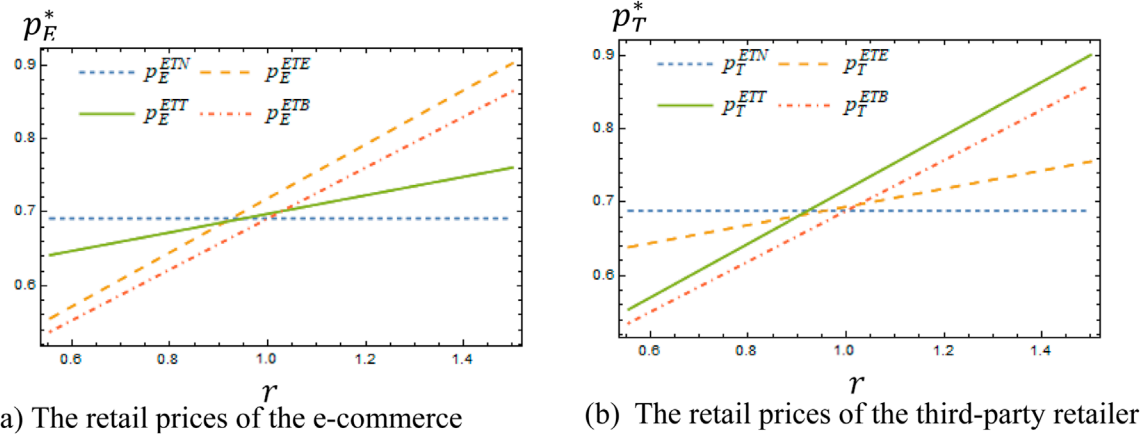 p*E
0.9
0.8
0.7
0.6
p_E^{ETN} p_E^{ETE}
p_E^{ETT} p_E^{ETB}
0.6 0.8 1.0 1.2 1.4
r
a) The retail prices of the e-commerce
p*T
0.9
0.8
0.7
0.6
p_T^{ETN} p_T^{ETE}
p_T^{ETT} p_T^{ETB}
0.6 0.8 1.0 1.2 1.4
r
(b) The retail prices of the third-party retailer